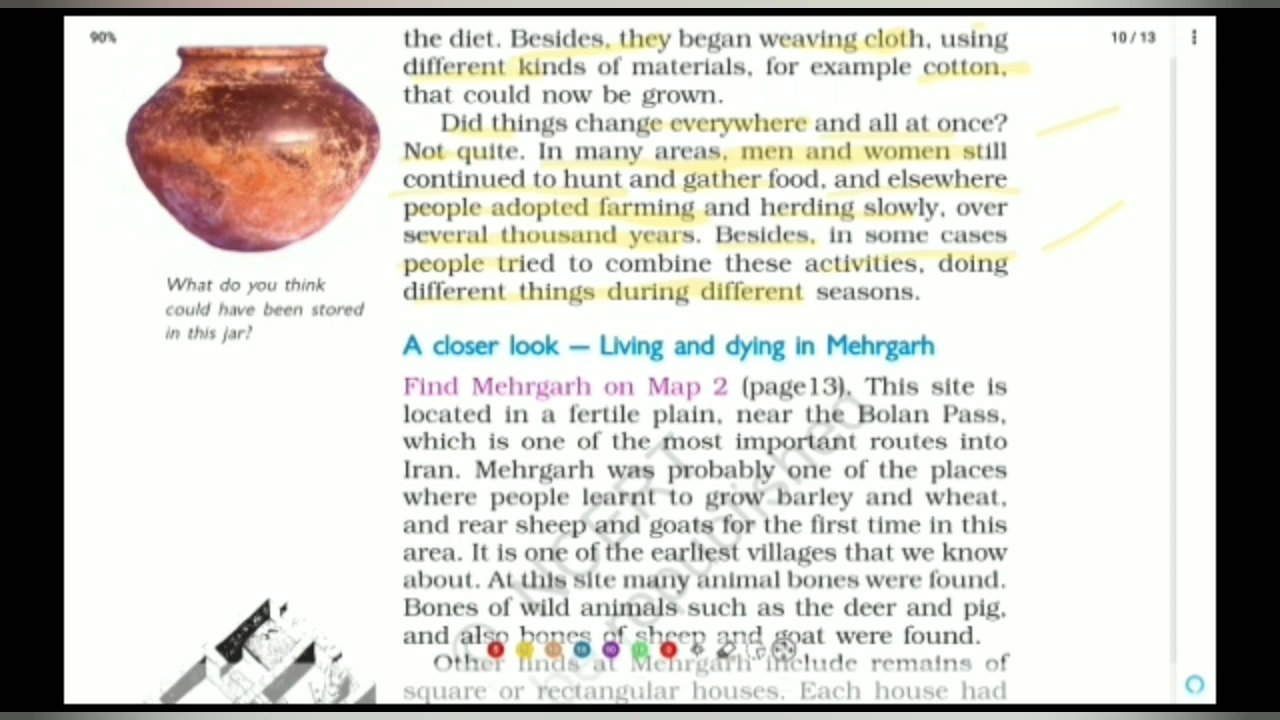 90%
10 / 13
the diet. Besides, they began weaving cloth, using
different kinds of materials, for example cotton,
that could now be grown.
Did things change everywhere and all at once?
Not quite. In many areas, men and women still
continued to hunt and gather food, and elsewhere
people adopted farming and herding slowly, over
several thousand years. Besides, in some cases
people tried to combine these activities, doing
different things during different seasons.
What do you think
could have been stored
in this jar?
A closer look — Living and dying in Mehrgarh
Find Mehrgarh on Map 2 (page13). This site is
located in a fertile plain, near the Bolan Pass,
which is one of the most important routes into
Iran. Mehrgarh was probably one of the places
where people learnt to grow barley and wheat,
and rear sheep and goats for the first time in this
area. It is one of the earliest villages that we know
about. At this site many animal bones were found.
Bones of wild animals such as the deer and pig,
and also bones of sheep and goat were found.
Other finds at Mehrgarh include remains of
square or rectangular houses. Each house had
© NCERT
be republished